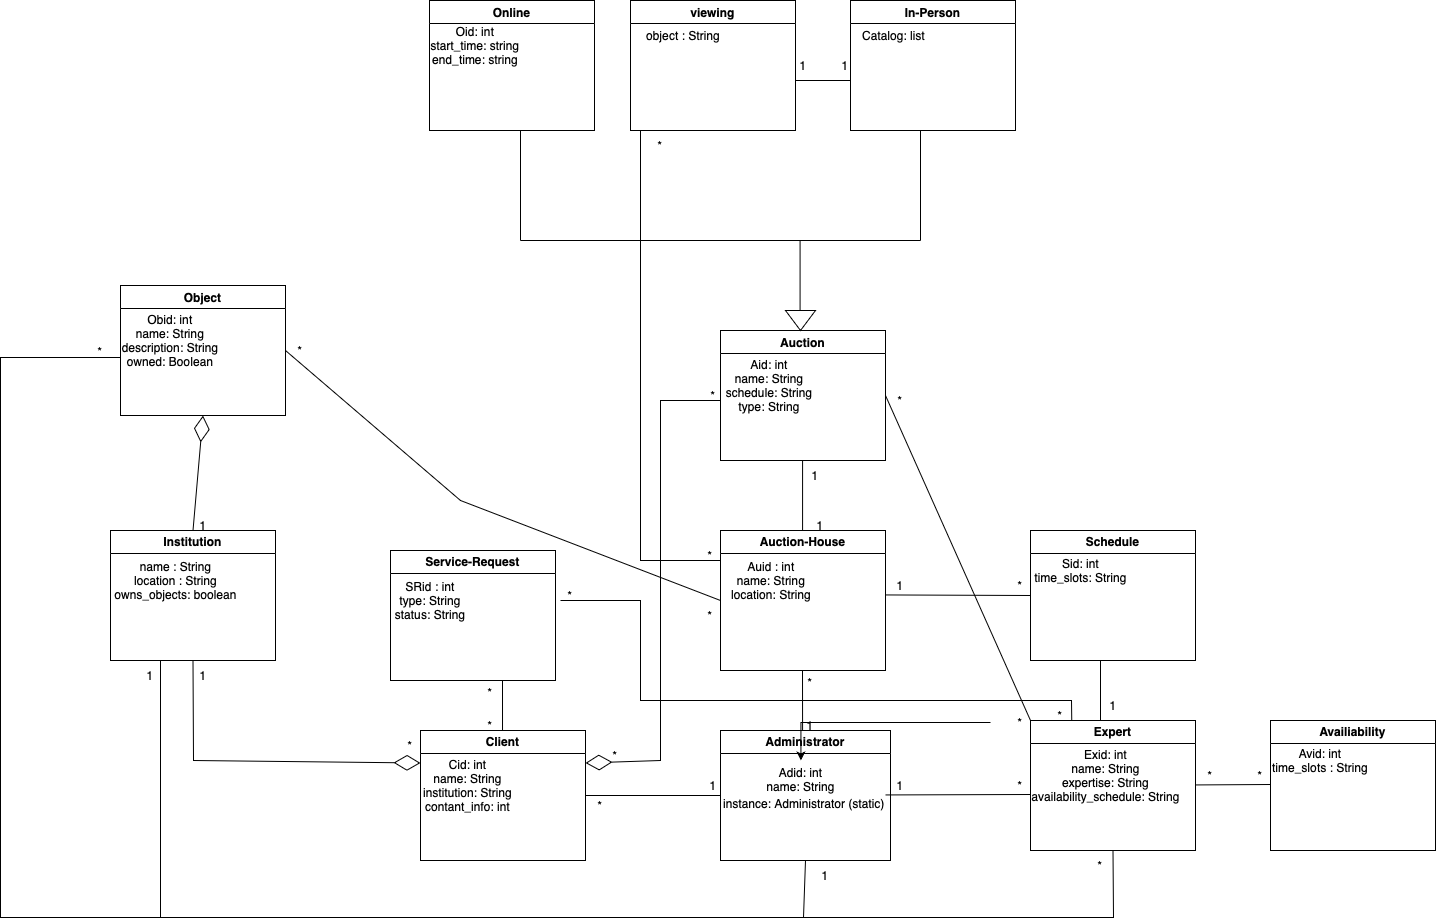 Online
Oid: int
start_time: string
end_time: string
viewing
object : String
In-Person
Catalog: list
1
1
*
Object
Obid: int
name: String
description: String
owned: Boolean
*
*
Auction
Aid: int
name: String
schedule: String
type: String
*
*
1
1
1
Institution
name : String
location : String
owns_objects: boolean
1
1
Service-Request
SRid : int
type: String
status: String
*
*
*
Auction-House
Auid : int
name: String
location: String
*
*
1
*
*
Schedule
Sid: int
time_slots: String
1
Client
Cid: int
name: String
institution: String
contant_info: int
*
*
*
1
Administrator
Adid: int
name: String
instance: Administrator (static)
1
1
1
*
*
*
Expert
Exid: int
name: String
expertise: String
availability_schedule: String
*
*
*
Availiability
Avid: int
time_slots : String